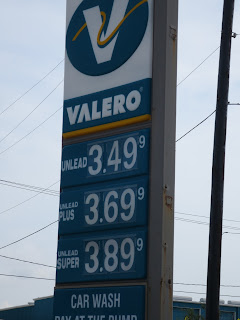 VALERO
UNLEAD 3.49 9
UNLEAD
PLUS 3.69 9
UNLEAD
SUPER 3.89 9
CAR WASH
PAY AT THE PUMP